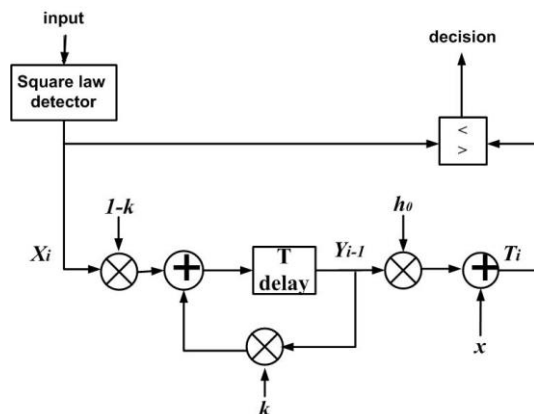 input
decision
Square law
detector
<
>
1-k
h₀
Xi
T
delay
Yi-1
Ti
x
k